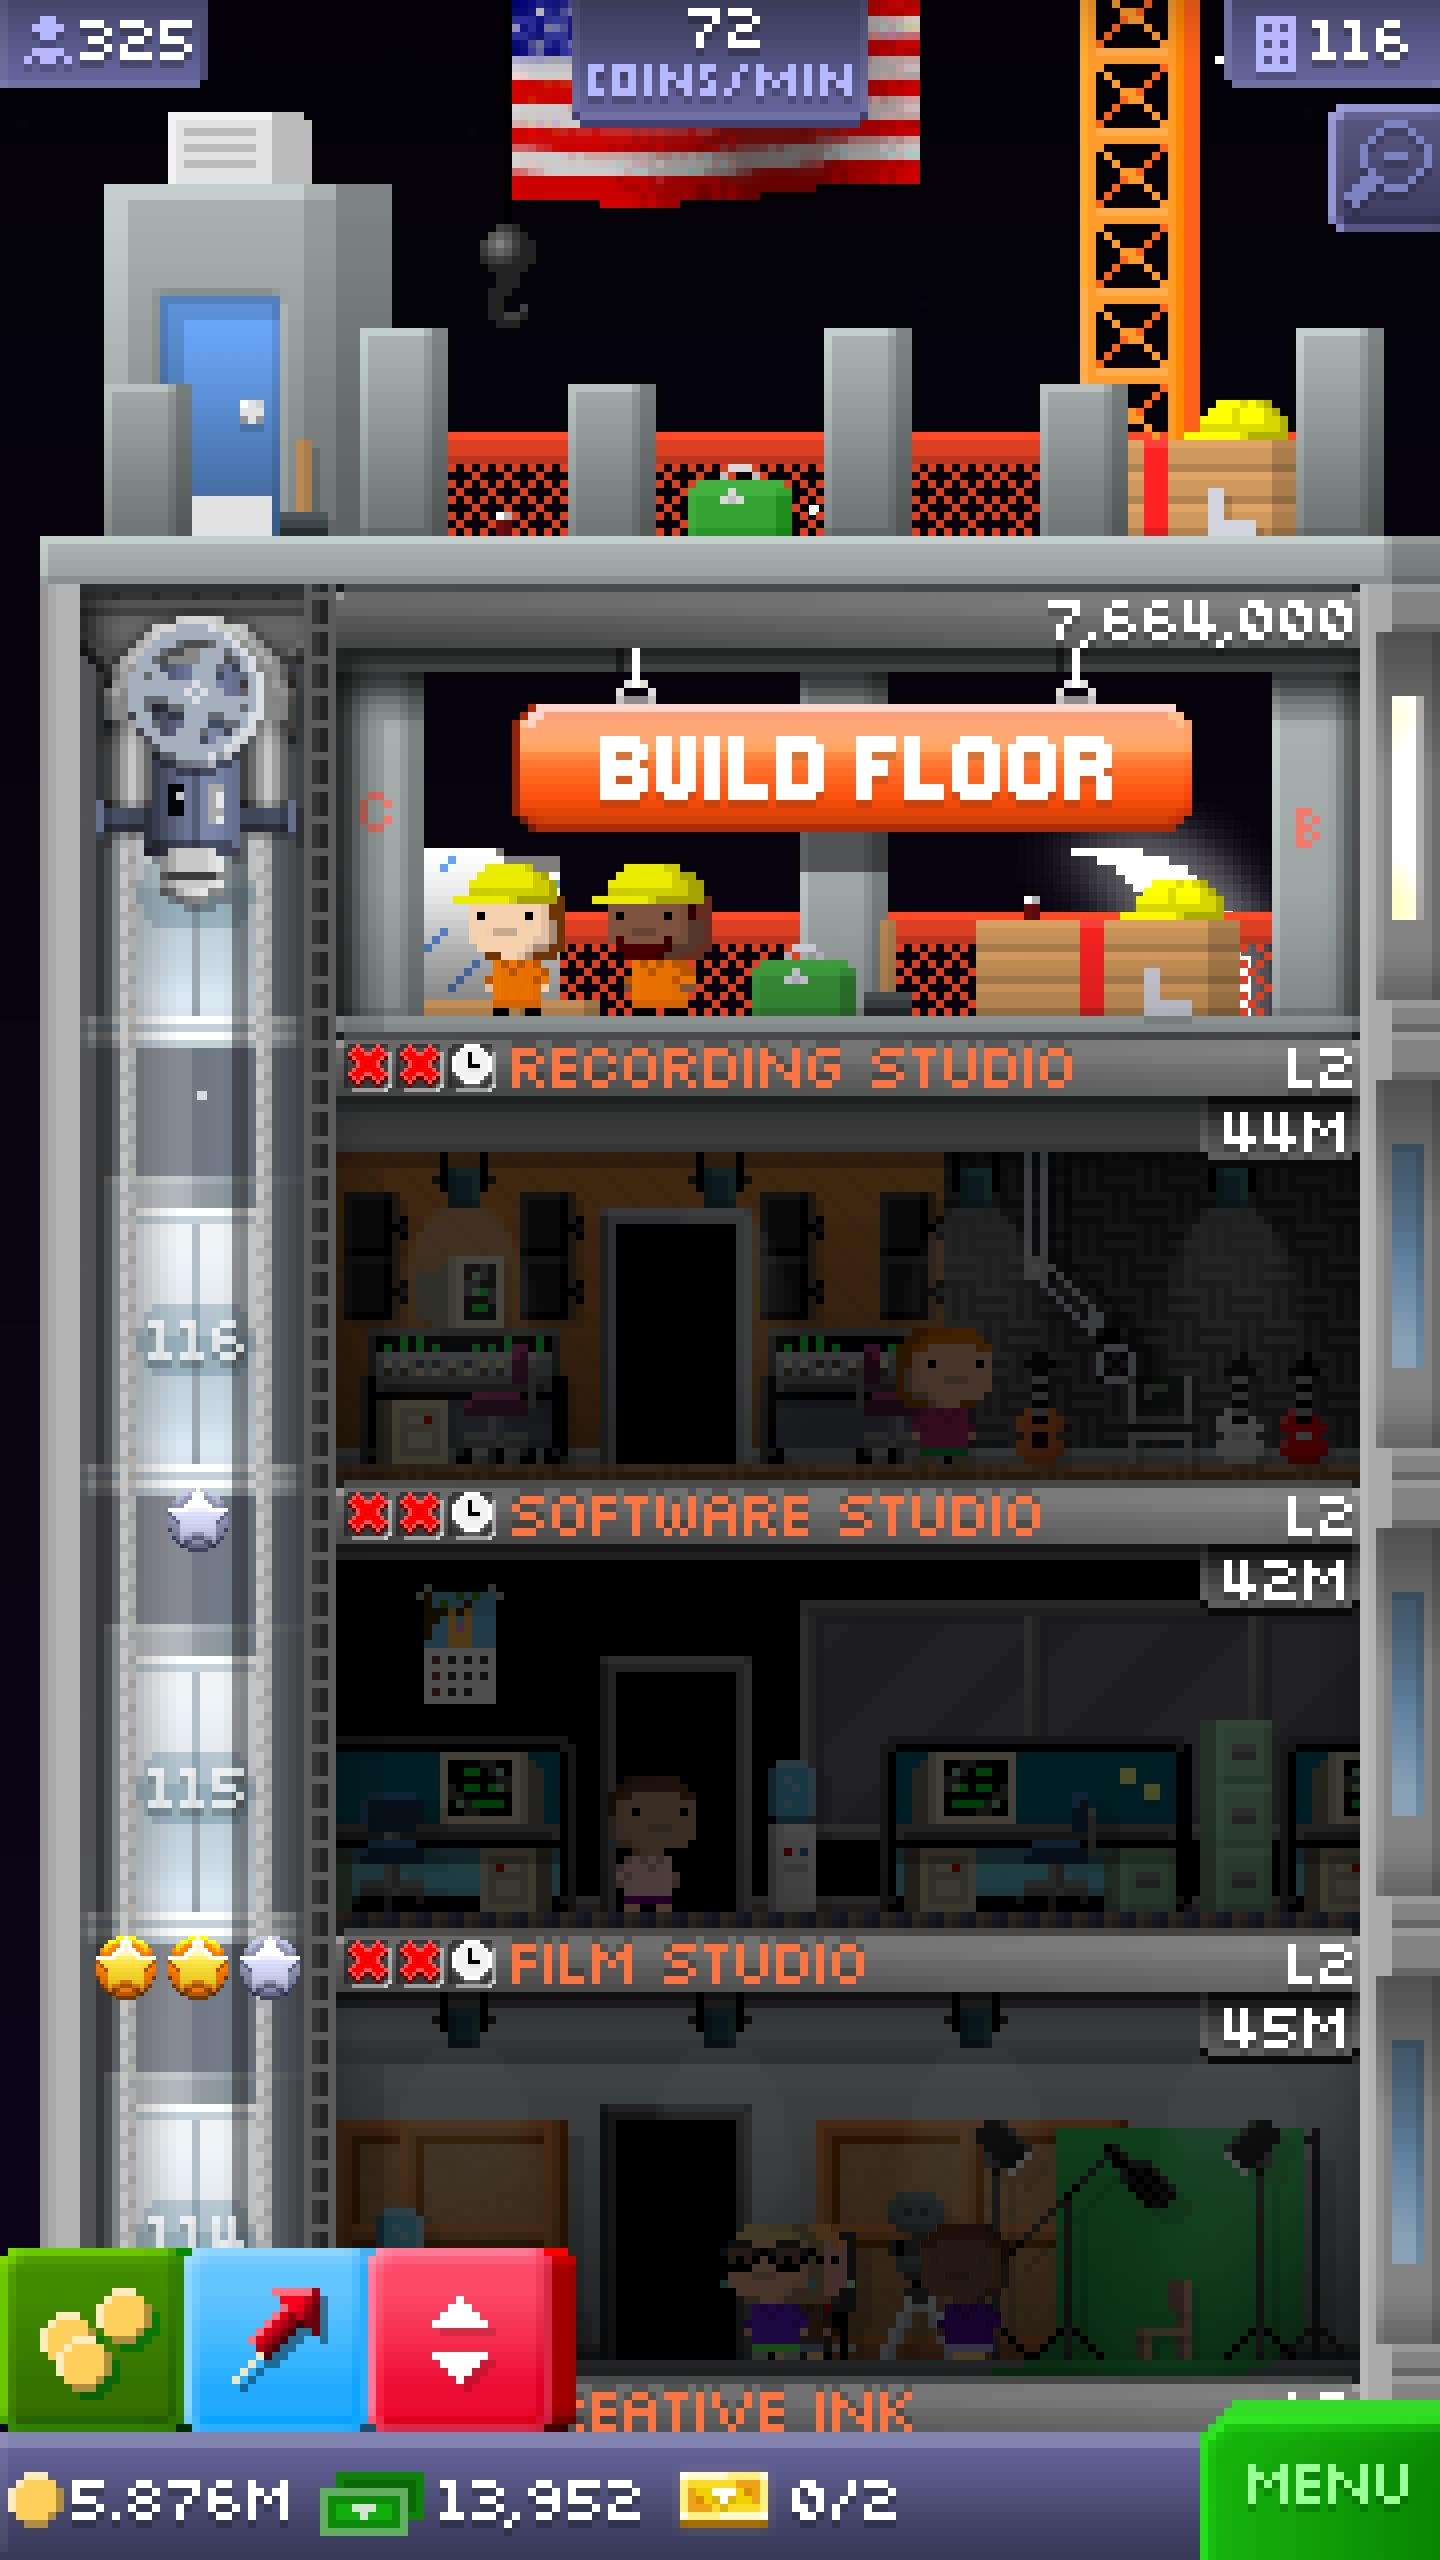 325
72
COINS/MIN
116
7,664,000
BUILD FLOOR
C
B
RECORDING STUDIO L2
44M
116
SOFTWARE STUDIO L2
42M
115
FILM STUDIO L2
45M
114
EATIVE INK
5.876M 13,952 0/2
MENU